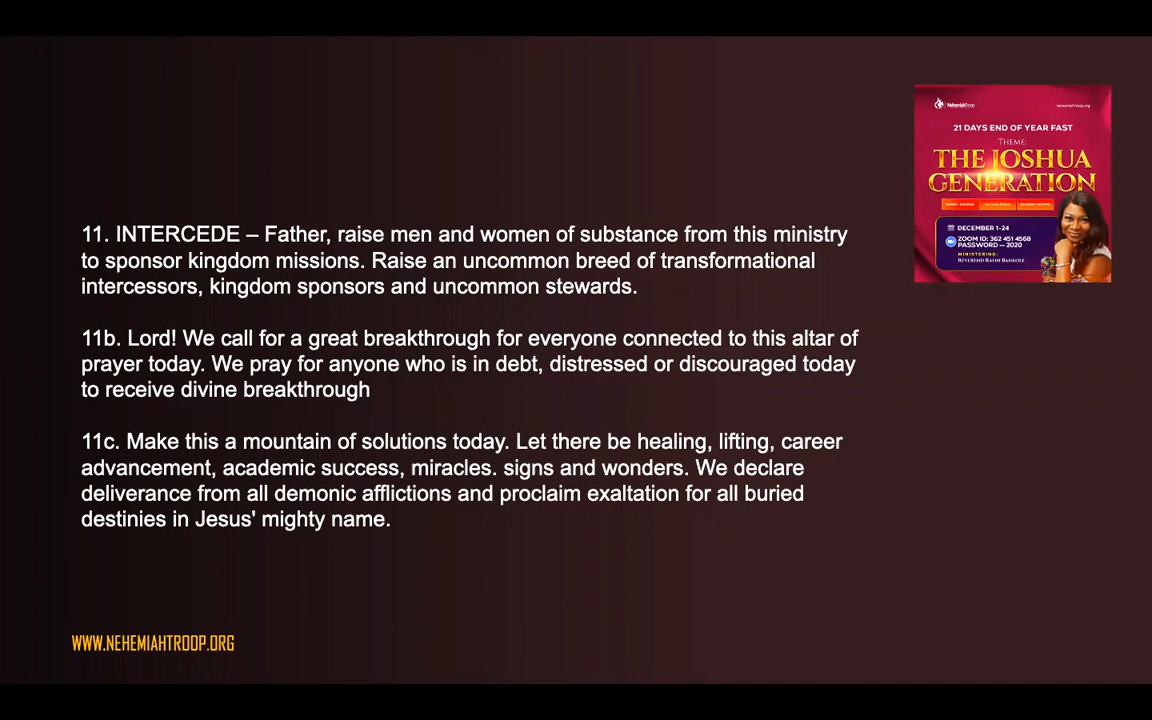 11. INTERCEDE – Father, raise men and women of substance from this ministry
to sponsor kingdom missions. Raise an uncommon breed of transformational
intercessors, kingdom sponsors and uncommon stewards.
11b. Lord! We call for a great breakthrough for everyone connected to this altar of
prayer today. We pray for anyone who is in debt, distressed or discouraged today
to receive divine breakthrough
11c. Make this a mountain of solutions today. Let there be healing, lifting, career
advancement, academic success, miracles. signs and wonders. We declare
deliverance from all demonic afflictions and proclaim exaltation for all buried
destinies in Jesus' mighty name.
WWW.NEHEMIAHTROOP.ORG
NehemiahTroop
nehemiahtroop.org
21 DAYS END OF YEAR FAST
THEME:
THE JOSHUA
GENERATION
DECEMBER 1-24
ZOOM ID: 362 451 4568
PASSWORD — 2020
MINISTERING:
REVEREND RALPH BANKOLE